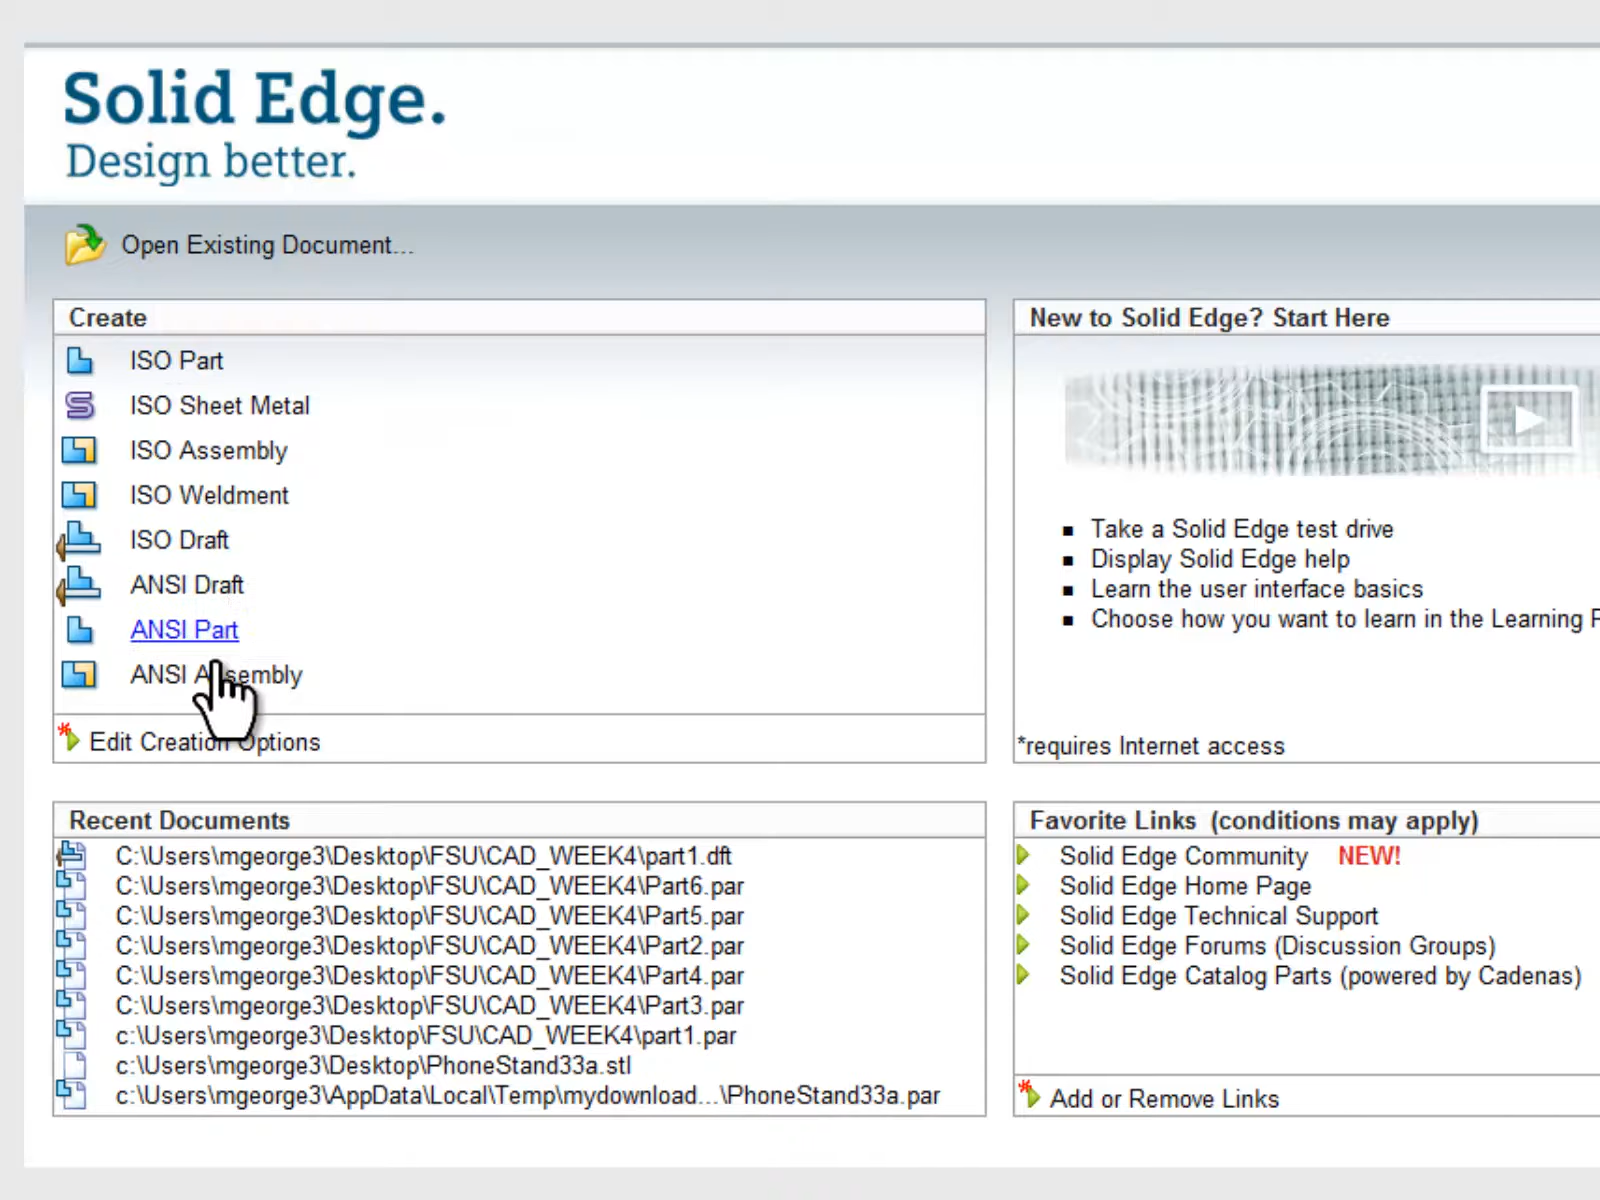 Solid Edge.
Design better.
Open Existing Document...
Create
ISO Part
ISO Sheet Metal
ISO Assembly
ISO Weldment
ISO Draft
ANSI Draft
ANSI Part
ANSI Assembly
Edit Creation Options
New to Solid Edge? Start Here
Take a Solid Edge test drive
Display Solid Edge help
Learn the user interface basics
Choose how you want to learn in the Learning
*requires Internet access
Recent Documents
C:\Users\mgeorge3\Desktop\FSU\CAD_WEEK4\part1.dft
C:\Users\mgeorge3\Desktop\FSU\CAD_WEEK4\Part6.par
C:\Users\mgeorge3\Desktop\FSU\CAD_WEEK4\Part5.par
C:\Users\mgeorge3\Desktop\FSU\CAD_WEEK4\Part2.par
C:\Users\mgeorge3\Desktop\FSU\CAD_WEEK4\Part4.par
C:\Users\mgeorge3\Desktop\FSU\CAD_WEEK4\Part3.par
c:\Users\mgeorge3\Desktop\FSU\CAD_WEEK4\part1.par
c:\Users\mgeorge3\Desktop\PhoneStand33a.stl
c:\Users\mgeorge3\AppData\Local\Temp\mydownload...\PhoneStand33a.par
Favorite Links (conditions may apply)
Solid Edge Community NEW!
Solid Edge Home Page
Solid Edge Technical Support
Solid Edge Forums (Discussion Groups)
Solid Edge Catalog Parts (powered by Cadenas)
Add or Remove Links